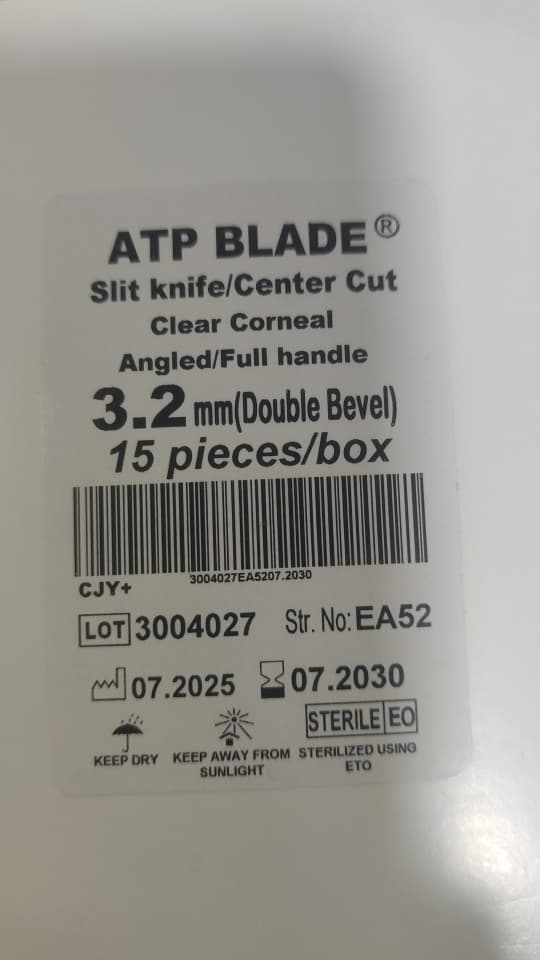 ATP BLADE®
Slit knife/Center Cut
Clear Corneal
Angled/Full handle
3.2 mm(Double Bevel)
15 pieces/box
3004027EA5207.2030
CJY+
LOT 3004027 Str. No: EA52
07.2025 07.2030
STERILE EO
KEEP DRY KEEP AWAY FROM SUNLIGHT STERILIZED USING ETO